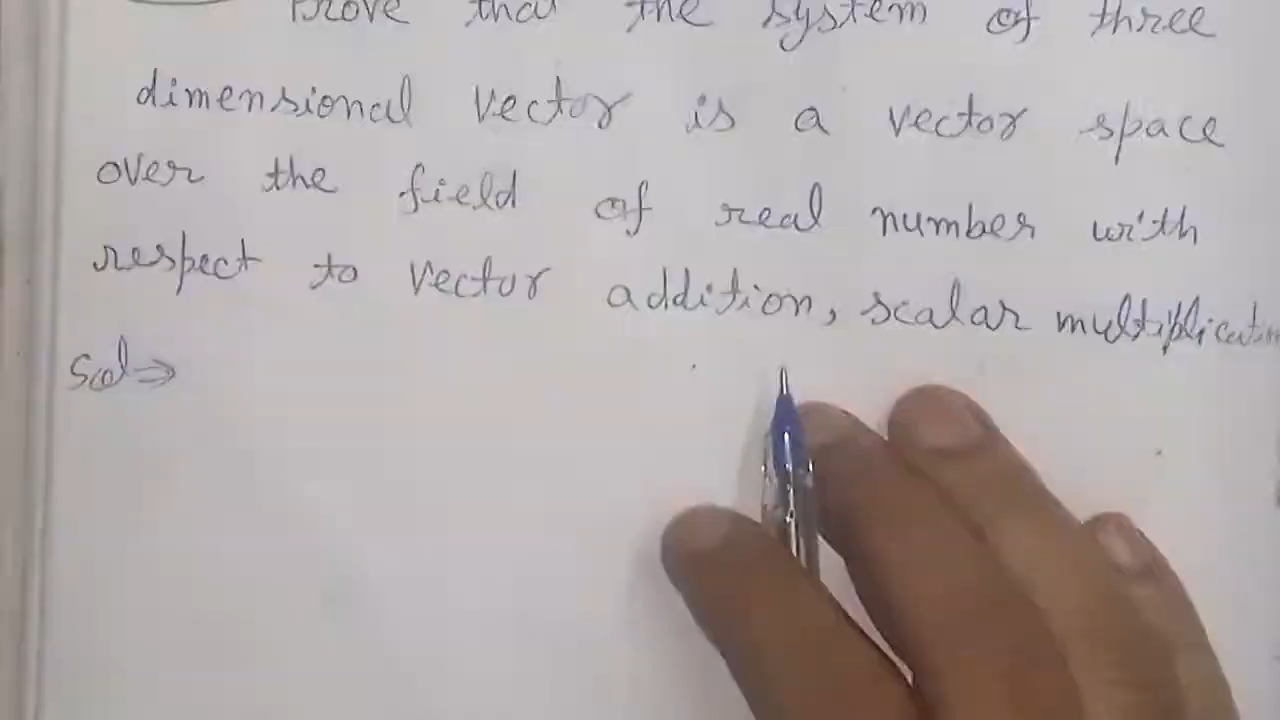 Prove that the system of three
dimensional vector is a vector space
over the field of real number with
respect to vector addition, scalar multiplication
Sol ⇒